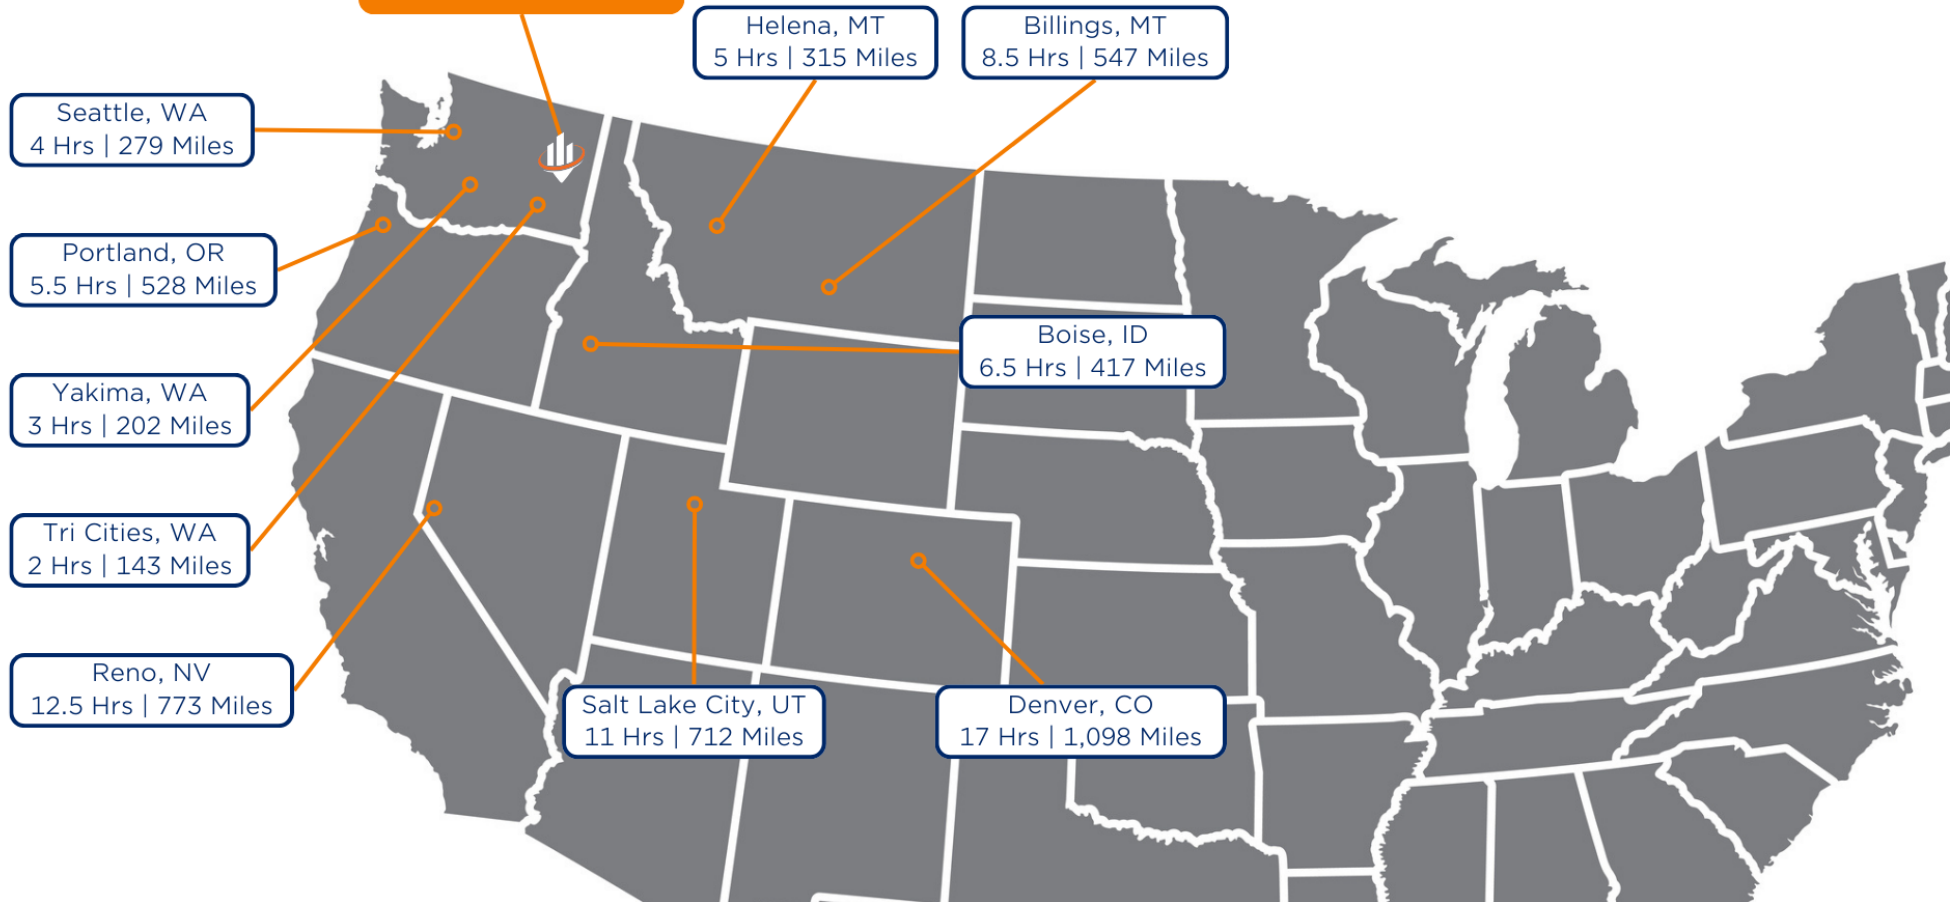 Helena, MT
5 Hrs | 315 Miles
Billings, MT
8.5 Hrs | 547 Miles
Seattle, WA
4 Hrs | 279 Miles
Portland, OR
5.5 Hrs | 528 Miles
Boise, ID
6.5 Hrs | 417 Miles
Yakima, WA
3 Hrs | 202 Miles
Tri Cities, WA
2 Hrs | 143 Miles
Reno, NV
12.5 Hrs | 773 Miles
Salt Lake City, UT
11 Hrs | 712 Miles
Denver, CO
17 Hrs | 1,098 Miles